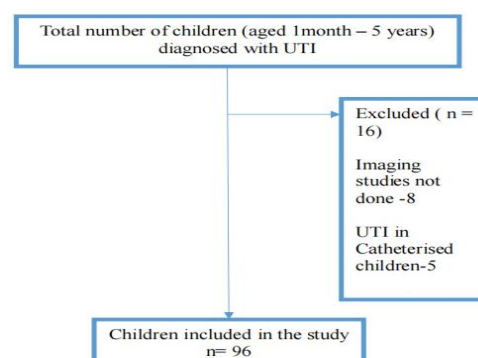 Total number of children (aged 1month – 5 years)
diagnosed with UTI
Excluded ( n =
16)
Imaging
studies not
done -8
UTI in
Catheterised
children-5
Children included in the study
n= 96